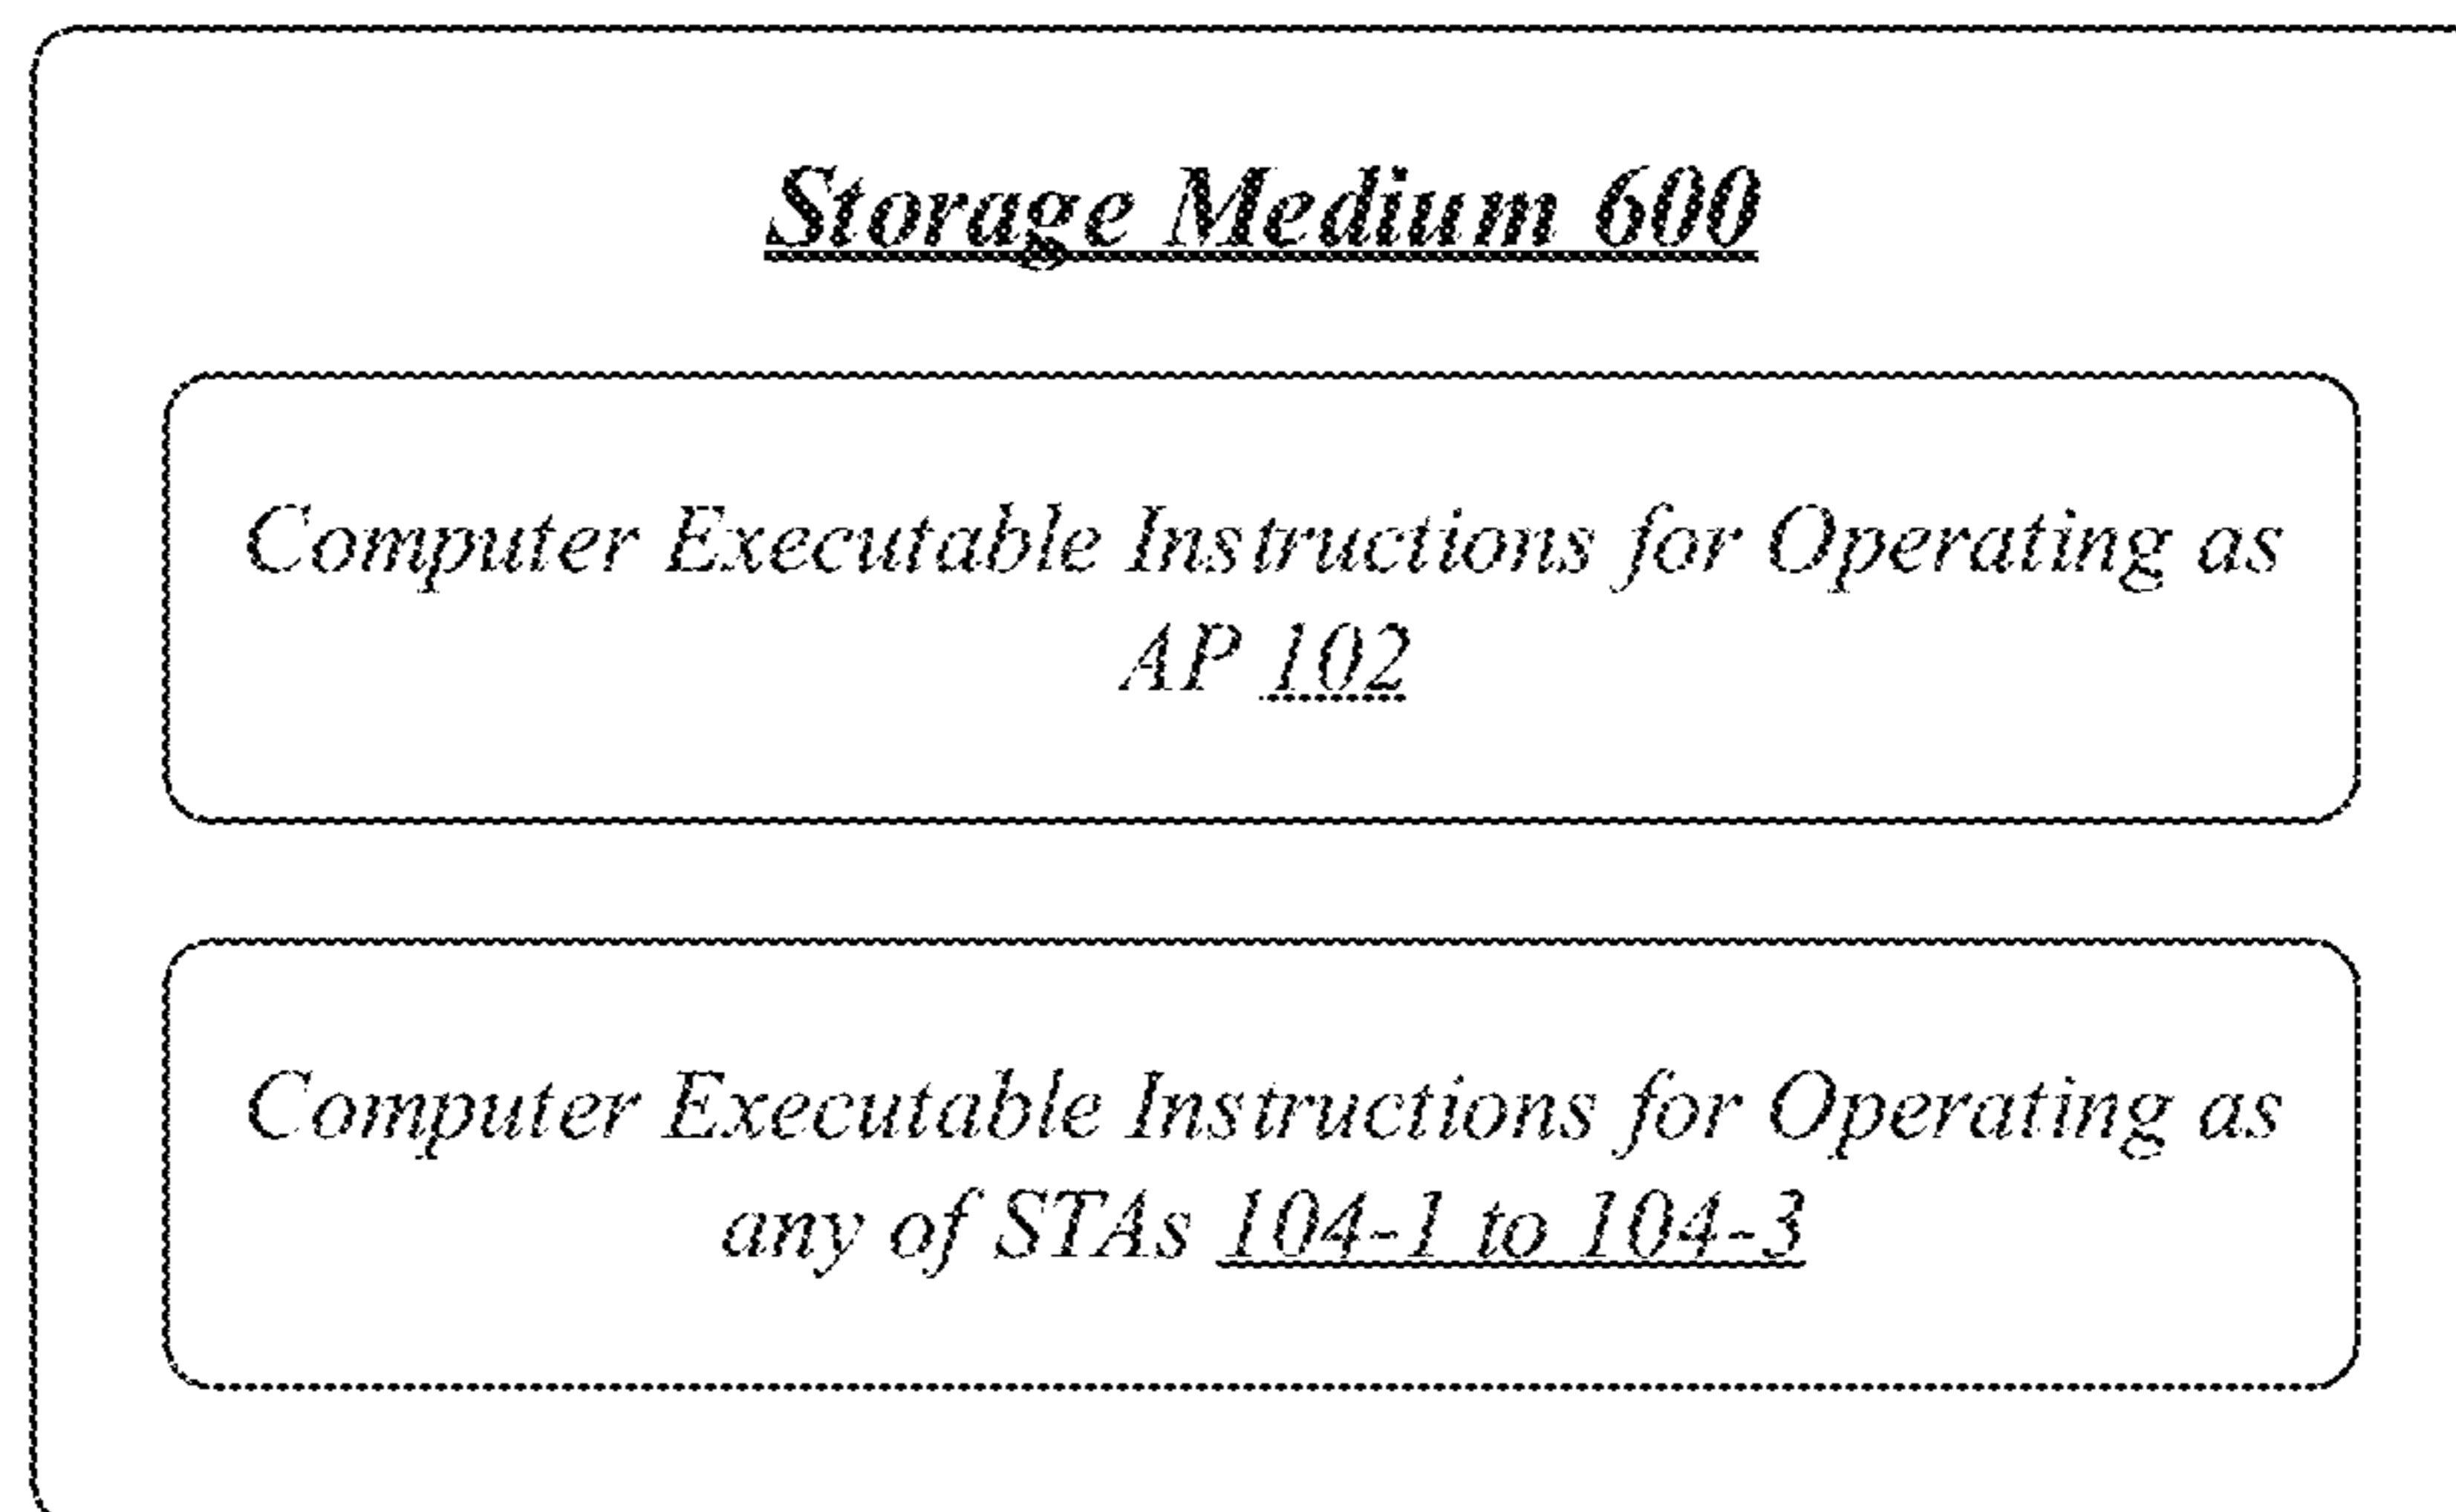 Storage Medium 600
Computer Executable Instructions for Operating as
AP 102
Computer Executable Instructions for Operating as
any of STAs 104-1 to 104-3